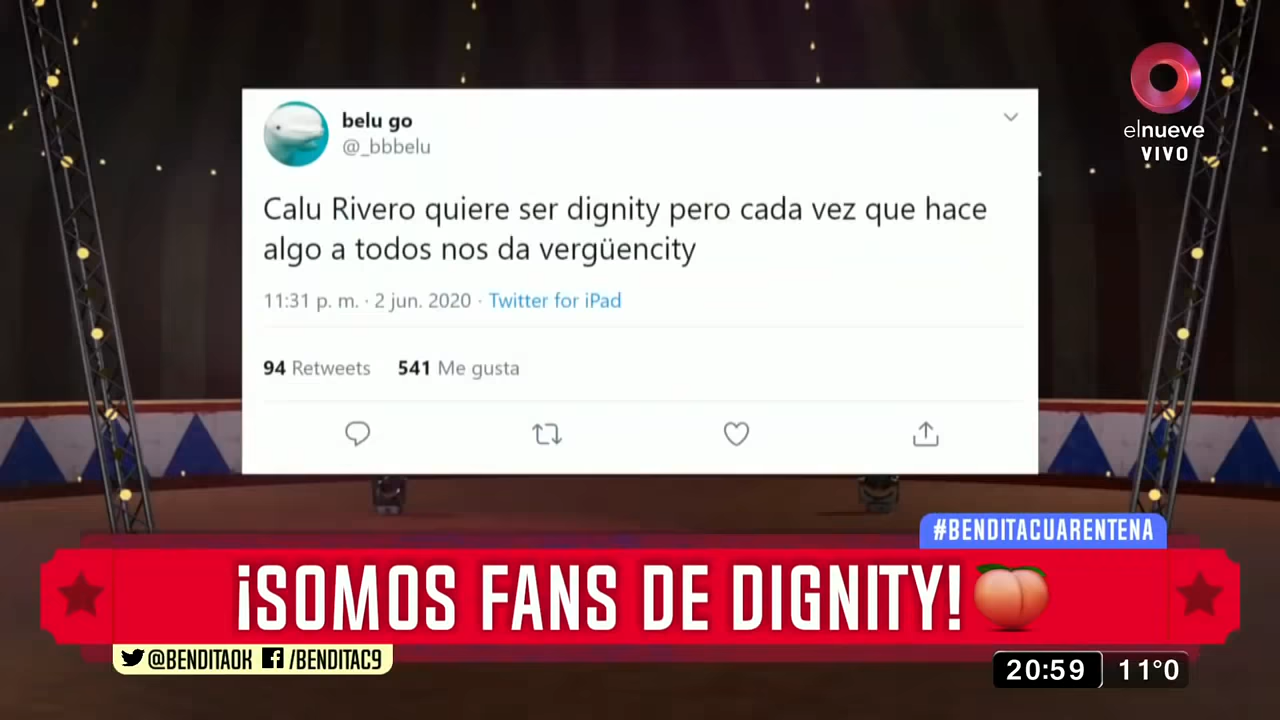 belu go
@_bbbelu
elnueve
VIVO
Calu Rivero quiere ser dignity pero cada vez que hace
algo a todos nos da vergüencity
11:31 p. m. · 2 jun. 2020 · Twitter for iPad
94 Retweets 541 Me gusta
#BENDITACUARENTENA
¡SOMOS FANS DE DIGNITY!🍑
@BENDITAOK /BENDITAC9
20:59 11°0